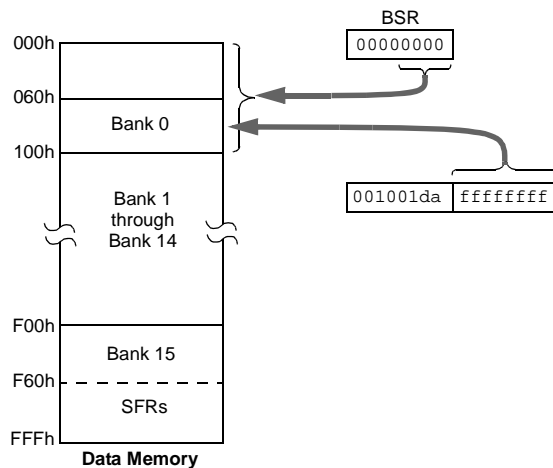 BSR
000h
00000000
060h
Bank 0
100h
001001da ffffffff
Bank 1
through
Bank 14
F00h
Bank 15
F60h
SFRs
FFFh
Data Memory